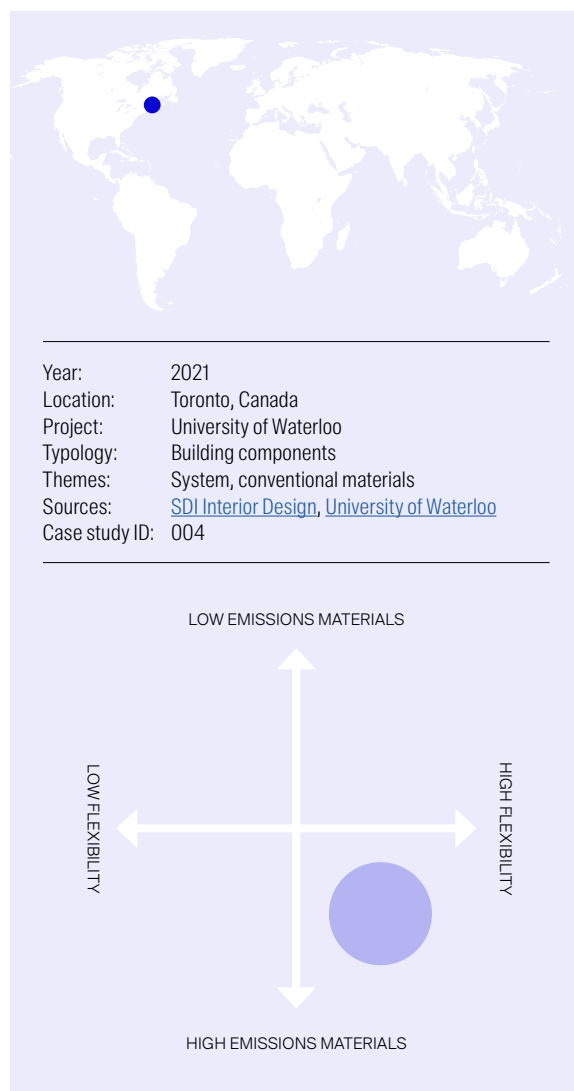 Year: 2021
Location: Toronto, Canada
Project: University of Waterloo
Typology: Building components
Themes: System, conventional materials
Sources: SDI Interior Design, University of Waterloo
Case study ID: 004
LOW EMISSIONS MATERIALS
LOW FLEXIBILITY
HIGH FLEXIBILITY
HIGH EMISSIONS MATERIALS